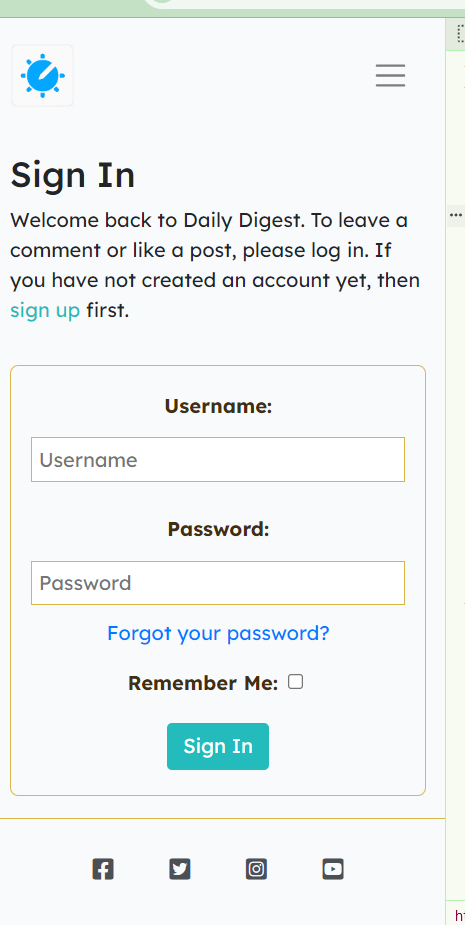 Sign In
Welcome back to Daily Digest. To leave a
comment or like a post, please log in. If
you have not created an account yet, then
sign up first.
Username:
Username
Password:
Password
Forgot your password?
Remember Me:
Sign In